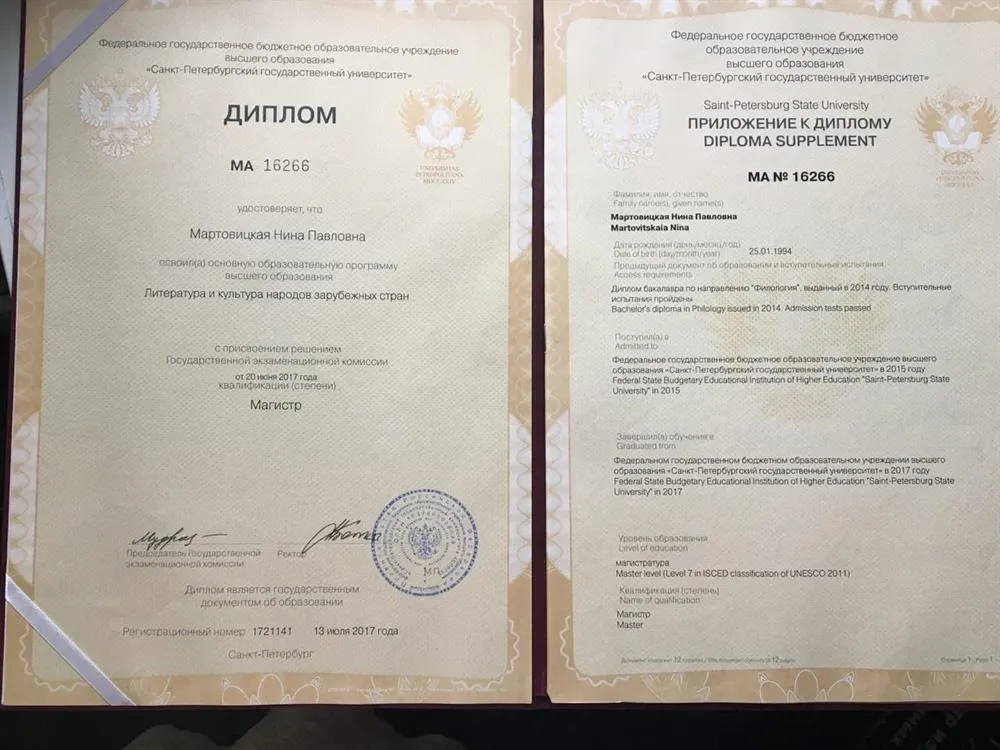 Федеральное государственное бюджетное образовательное учреждение
высшего образования
«Санкт-Петербургский государственный университет»
ДИПЛОМ
МА 16266
UNIVERSITAS
PETROPOLITANA
MDCCXXIV
удостоверяет, что
Мартовицкая Нина Павловна
освоил(а) основную образовательную программу
высшего образования
Литература и культура народов зарубежных стран
с присвоением решением
Государственной экзаменационной комиссии
от 20 июня 2017 года
квалификации (степени)
Магистр
Председатель Государственной
экзаменационной комиссии
Ректор
М.П.
Диплом является государственным
документом об образовании
Регистрационный номер 1721141 13 июля 2017 года
Санкт-Петербург
Федеральное государственное бюджетное
образовательное учреждение
высшего образования
«Санкт-Петербургский государственный университет»
Saint-Petersburg State University
ПРИЛОЖЕНИЕ К ДИПЛОМУ
DIPLOMA SUPPLEMENT
МА № 16266
Фамилия, имя, отчество
Family name(s), given name(s)
Мартовицкая Нина Павловна
Martovitskaia Nina
Дата рождения (день/месяц/год)
Date of birth (day/month/year) 25.01.1994
Предыдущий документ об образовании и вступительные испытания
Access requirements
Диплом бакалавра по направлению "Филология", выданный в 2014 году. Вступительные
испытания пройдены
Bachelor's diploma in Philology issued in 2014. Admission tests passed
Поступил(а) в
Admitted to
Федеральное государственное бюджетное образовательное учреждение высшего
образования «Санкт-Петербургский государственный университет» в 2015 году
Federal State Budgetary Educational Institution of Higher Education "Saint-Petersburg State
University" in 2015
Завершил(а) обучение в
Graduated from
Федеральном государственном бюджетном образовательном учреждении высшего
образования «Санкт-Петербургский государственный университет» в 2017 году
Federal State Budgetary Educational Institution of Higher Education "Saint-Petersburg State
University" in 2017
Уровень образования
Level of education
магистратура
Master level (Level 7 in ISCED classification of UNESCO 2011)
Квалификация (степень)
Name of qualification
Магистр
Master